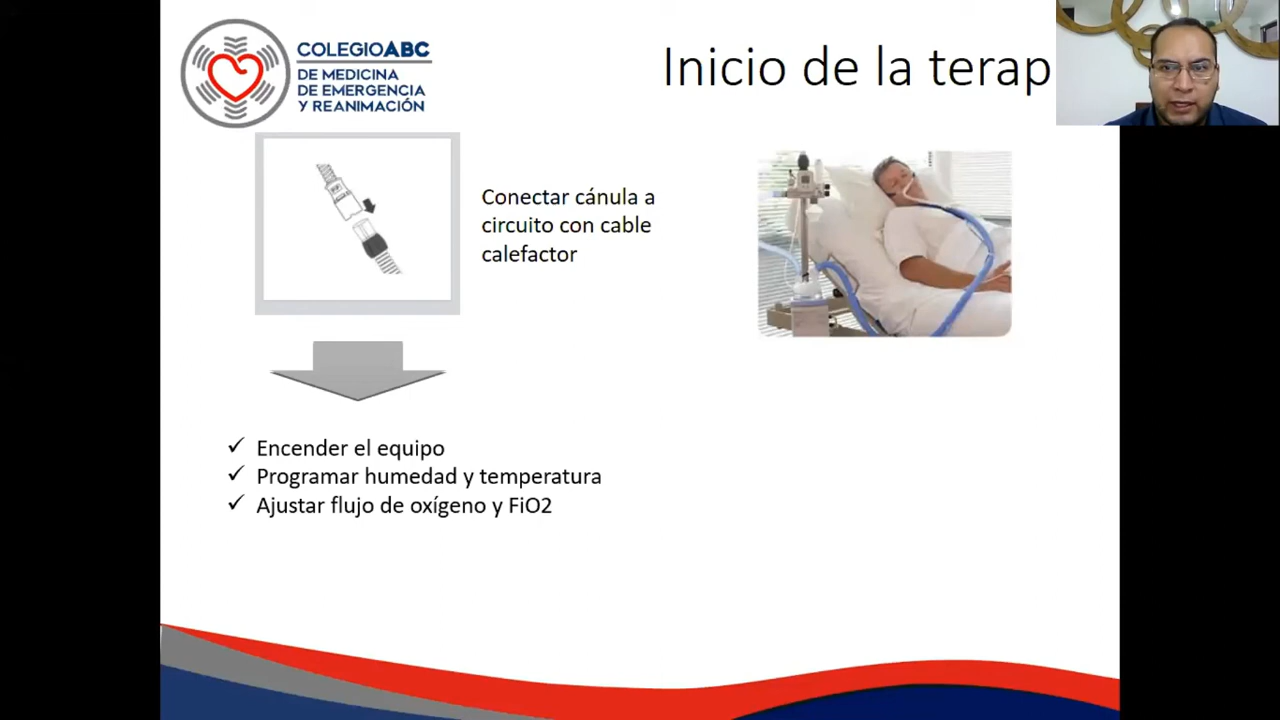 COLEGIOABC
DE MEDICINA
DE EMERGENCIA
Y REANIMACIÓN
Inicio de la terap
Conectar cánula a
circuito con cable
calefactor
✓ Encender el equipo
✓ Programar humedad y temperatura
✓ Ajustar flujo de oxígeno y FiO2